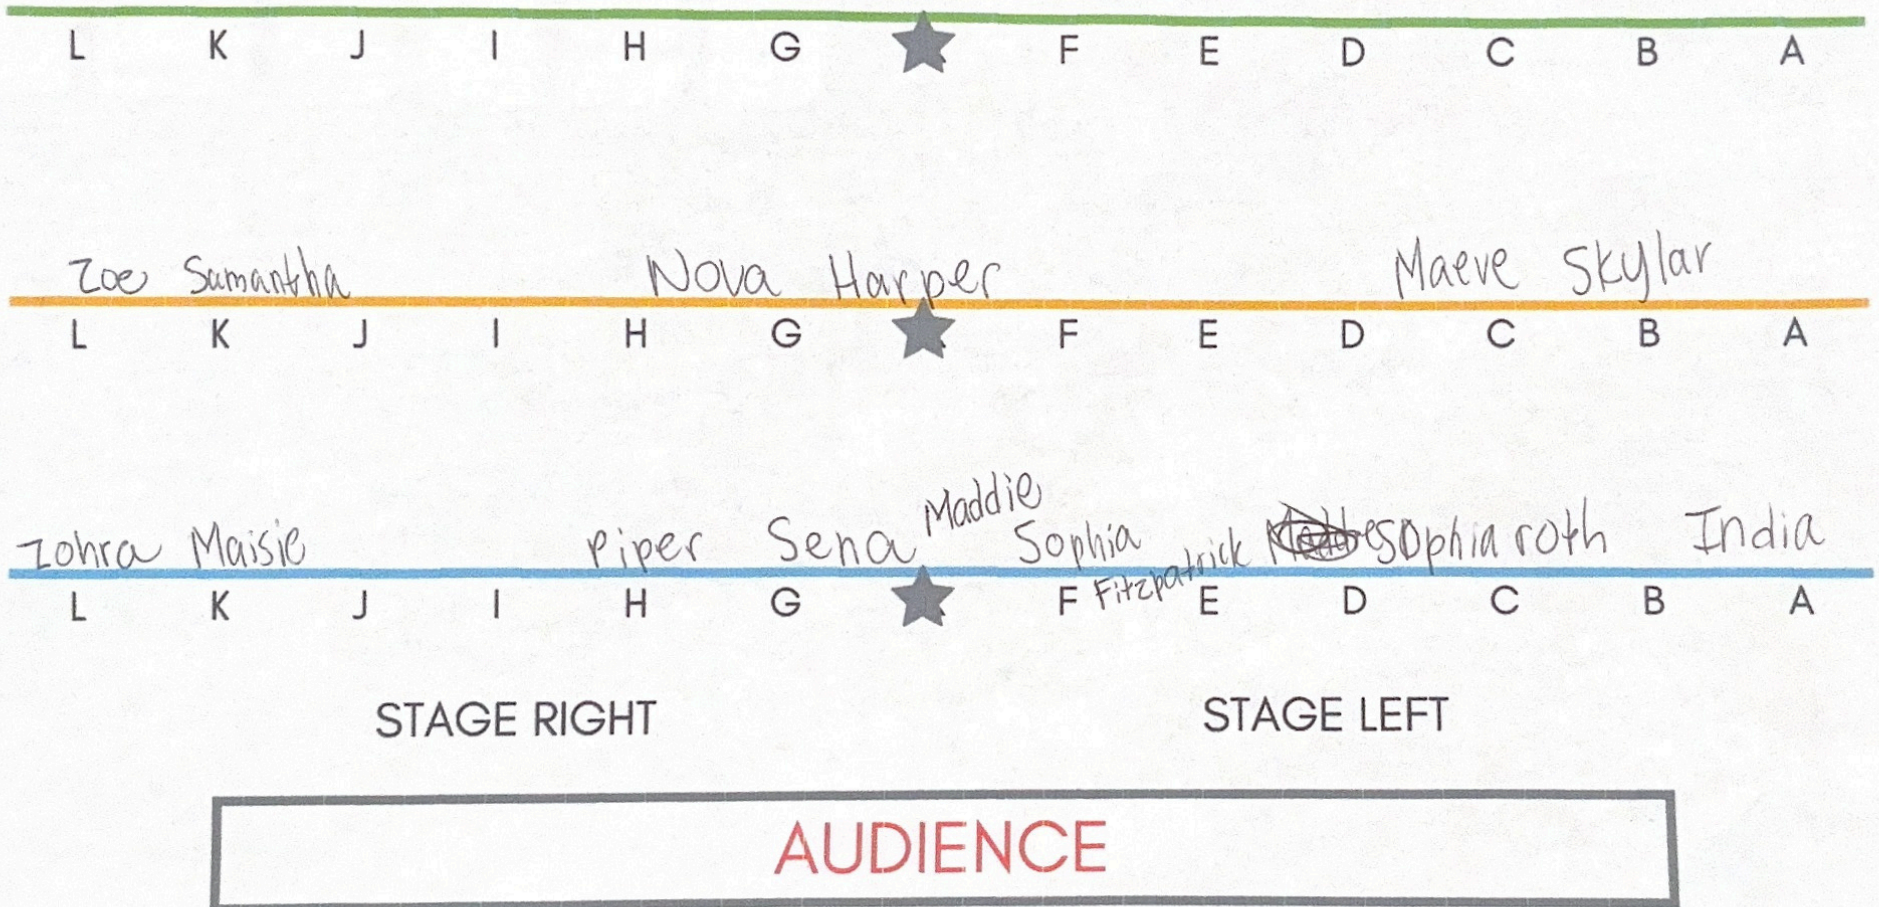 L K J I H G F E D C B A
Zoe Samantha Nova Harper Maeve Skylar
L K J I H G F E D C B A
Zohra Maisie Piper Sena Maddie Sophia Fitzpatrick Sophia roth India
L K J I H G F E D C B A
STAGE RIGHT STAGE LEFT
AUDIENCE